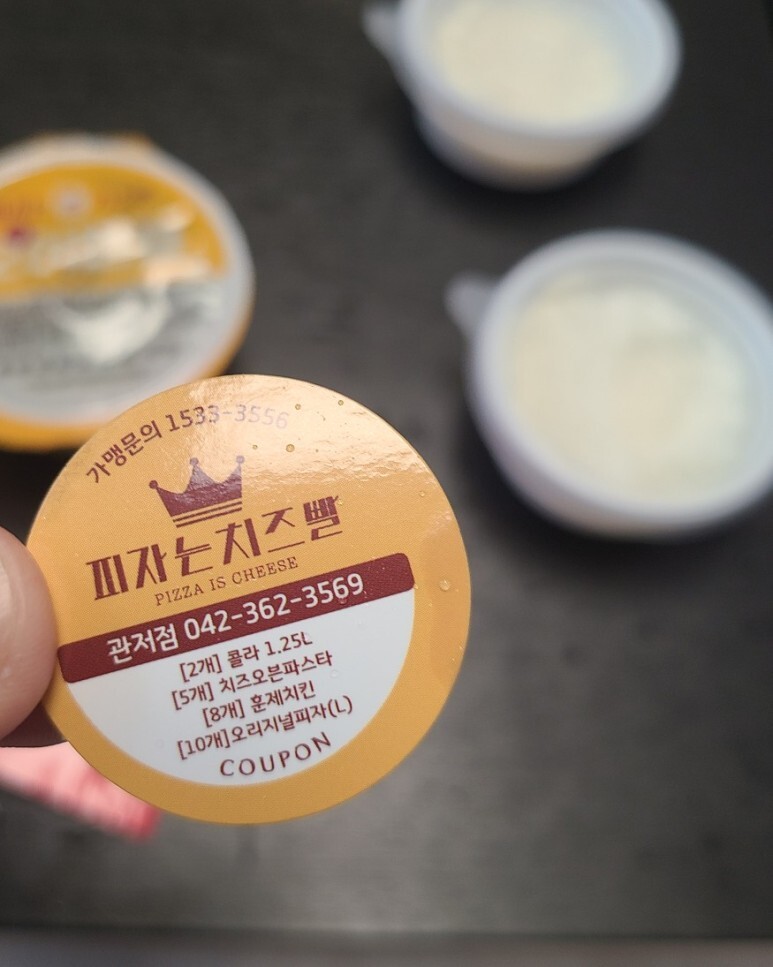 가맹문의 1533-3556
피자는치즈빨
PIZZA IS CHEESE
관저점 042-362-3569
[2개] 콜라 1.25L
[5개] 치즈오븐파스타
[8개] 훈제치킨
[10개]오리지널피자(L)
COUPON